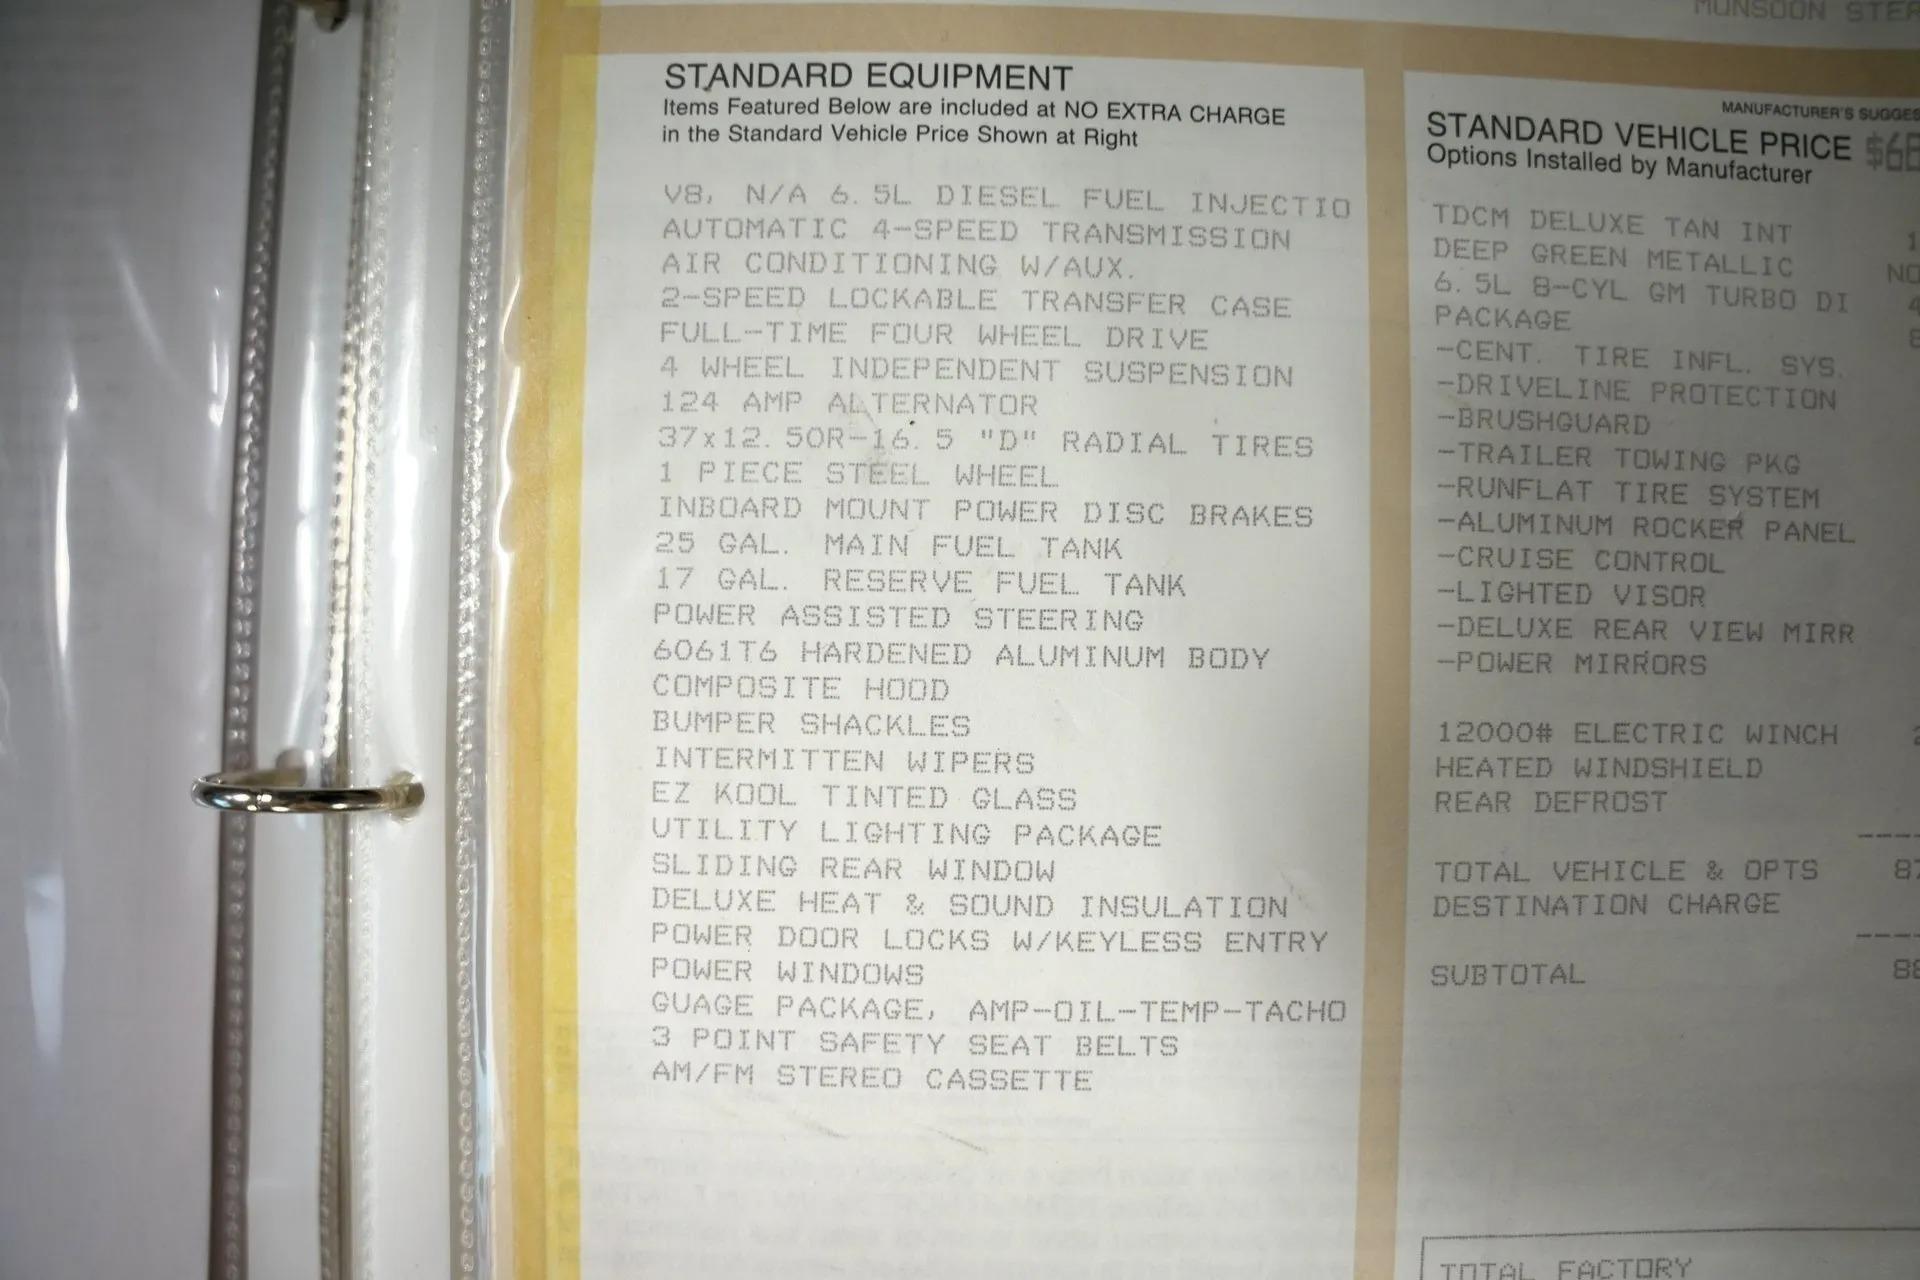 MONSOON
STANDARD EQUIPMENT
Items Featured Below are included at NO EXTRA CHARGE
in the Standard Vehicle Price Shown at Right
V8, N/A 6.5L DIESEL FUEL INJECTIO
AUTOMATIC 4-SPEED TRANSMISSION
AIR CONDITIONING W/AUX.
2-SPEED LOCKABLE TRANSFER CASE
FULL-TIME FOUR WHEEL DRIVE
4 WHEEL INDEPENDENT SUSPENSION
124 AMP ALTERNATOR
37x12.50R-16.5 "D" RADIAL TIRES
1 PIECE STEEL WHEEL
INBOARD MOUNT POWER DISC BRAKES
25 GAL. MAIN FUEL TANK
17 GAL. RESERVE FUEL TANK
POWER ASSISTED STEERING
6061T6 HARDENED ALUMINUM BODY
COMPOSITE HOOD
BUMPER SHACKLES
INTERMITTEN WIPERS
EZ KOOL TINTED GLASS
UTILITY LIGHTING PACKAGE
SLIDING REAR WINDOW
DELUXE HEAT & SOUND INSULATION
POWER DOOR LOCKS W/KEYLESS ENTRY
POWER WINDOWS
GUAGE PACKAGE, AMP-OIL-TEMP-TACHO
3 POINT SAFETY SEAT BELTS
AM/FM STEREO CASSETTE
MANUFACTURER'S
STANDARD VEHICLE PRICE
Options Installed by Manufacturer
TDCM DELUXE TAN INT
DEEP GREEN METALLIC
6.5L 8-CYL GM TURBO DI
PACKAGE
-CENT. TIRE INFL. SYS.
-DRIVELINE PROTECTION
-BRUSHGUARD
-TRAILER TOWING PKG
-RUNFLAT TIRE SYSTEM
-ALUMINUM ROCKER PANEL
-CRUISE CONTROL
-LIGHTED VISOR
-DELUXE REAR VIEW MIRR
-POWER MIRRORS
12000# ELECTRIC WINCH
HEATED WINDSHIELD
REAR DEFROST
TOTAL VEHICLE & OPTS
DESTINATION CHARGE
SUBTOTAL
TOTAL FACTORY